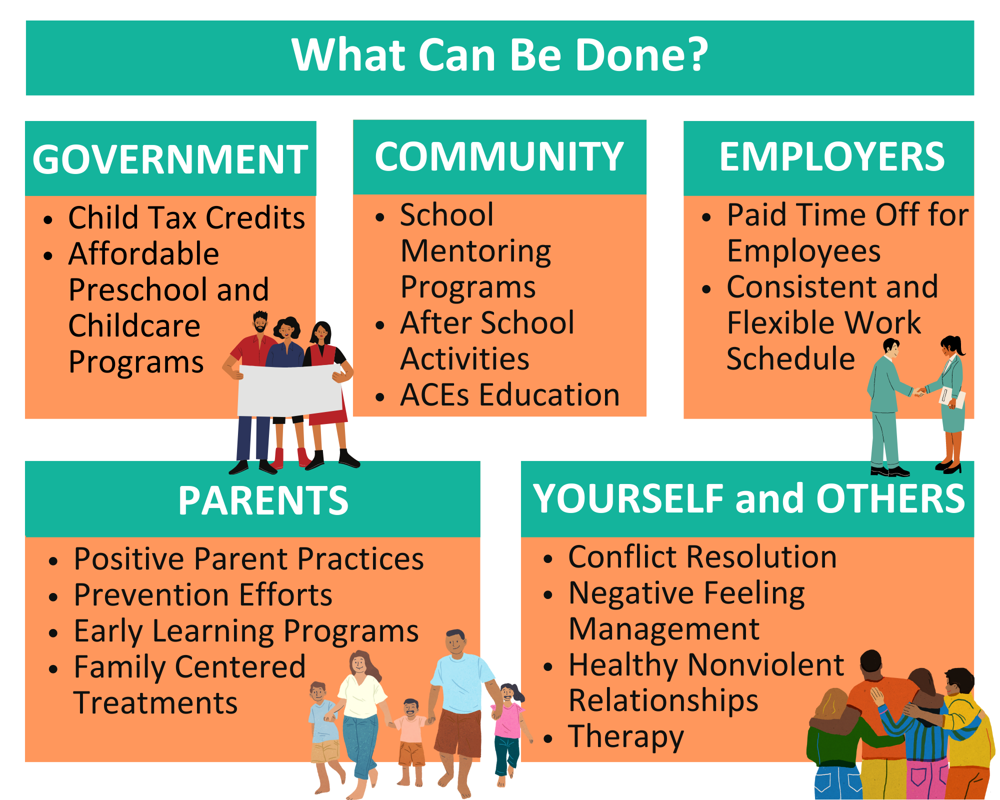 What Can Be Done?
GOVERNMENT
• Child Tax Credits
• Affordable
Preschool and
Childcare
Programs
COMMUNITY
• School
Mentoring
Programs
• After School
Activities
• ACEs Education
EMPLOYERS
• Paid Time Off for
Employees
• Consistent and
Flexible Work
Schedule
PARENTS
• Positive Parent Practices
• Prevention Efforts
• Early Learning Programs
• Family Centered
Treatments
YOURSELF and OTHERS
• Conflict Resolution
• Negative Feeling
Management
• Healthy Nonviolent
Relationships
• Therapy